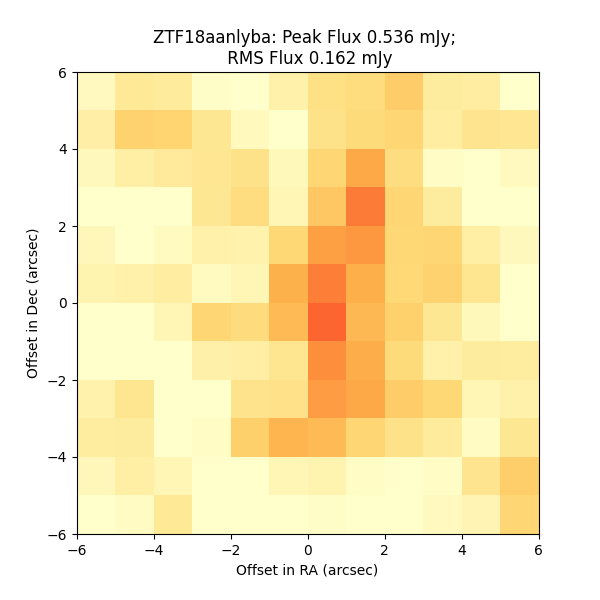 ZTF18aanlyba: Peak Flux 0.536 mJy;
RMS Flux 0.162 mJy
6
4
2
0
−2
−4
−6
Offset in Dec (arcsec)
−6 −4 −2 0 2 4 6
Offset in RA (arcsec)